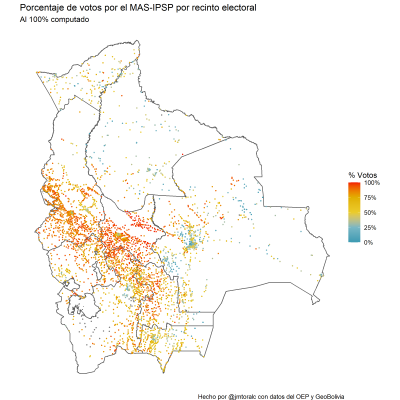 Porcentaje de votos por el MAS-IPSP por recinto electoral
Al 100% computado
% Votos
100%
75%
50%
25%
0%
Hecho por @jmtoralc con datos del OEP y GeoBolivia